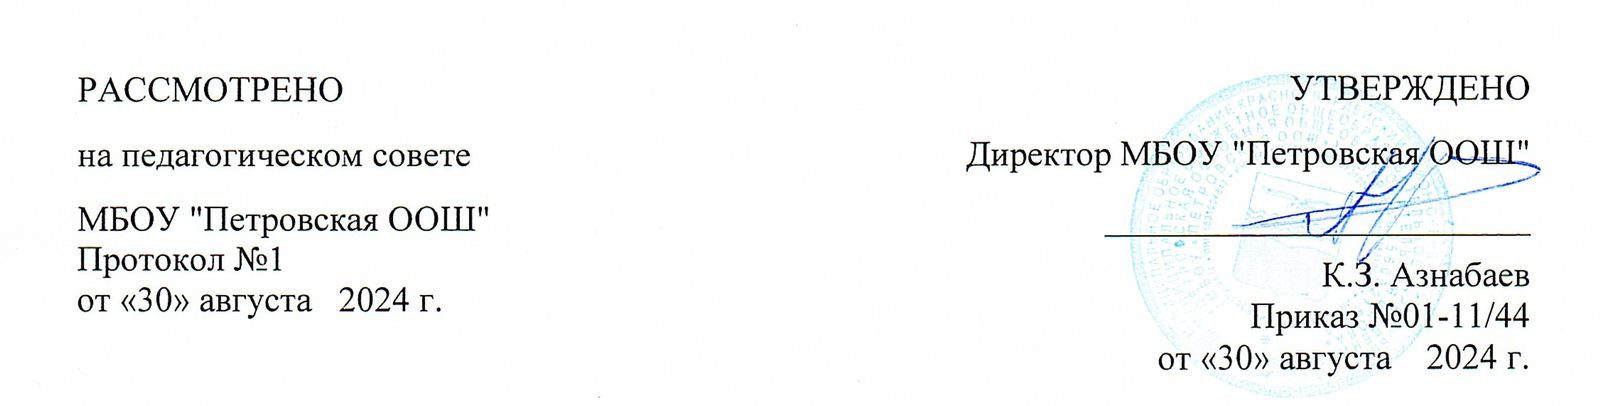 РАССМОТРЕНО
на педагогическом совете
МБОУ "Петровская ООШ"
Протокол №1
от «30» августа 2024 г.
УТВЕРЖДЕНО
Директор МБОУ "Петровская ООШ"
К.З. Азнабаев
Приказ №01-11/44
от «30» августа 2024 г.